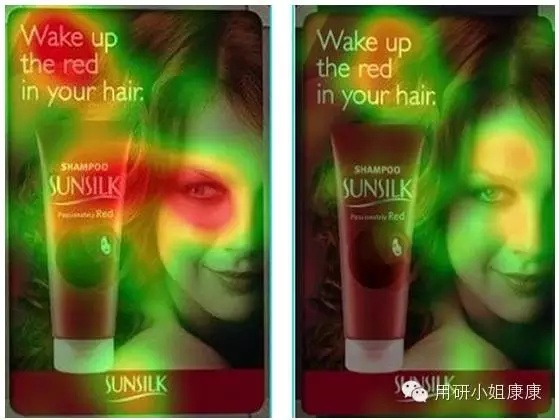 Wake up
the red
in your hair.
SHAMPOO
SUNSILK
Passionately Red
SUNSILK
Wake up
the red
in your hair.
SHAMPOO
SUNSILK
Passionately Red
SUNSILK
用研小姐康康